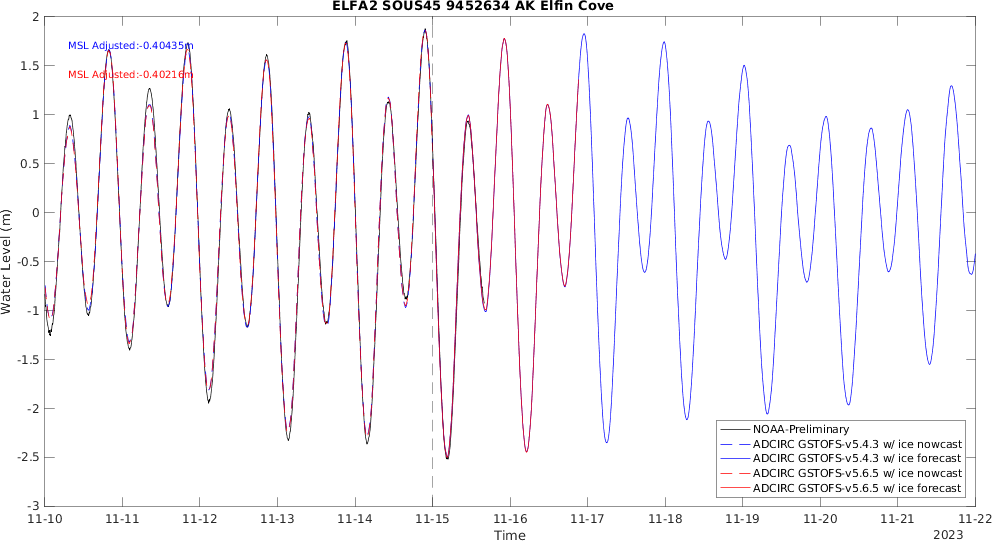 ELFA2 SOUS45 9452634 AK Elfin Cove
MSL Adjusted:-0.40435m
MSL Adjusted:-0.40216m
2
1.5
1
0.5
0
-0.5
-1
-1.5
-2
-2.5
-3
Water Level (m)
NOAA-Preliminary
ADCIRC GSTOFS-v5.4.3 w/ ice nowcast
ADCIRC GSTOFS-v5.4.3 w/ ice forecast
ADCIRC GSTOFS-v5.6.5 w/ ice nowcast
ADCIRC GSTOFS-v5.6.5 w/ ice forecast
11-10 11-11 11-12 11-13 11-14 11-15 11-16 11-17 11-18 11-19 11-20 11-21 11-22
Time
2023